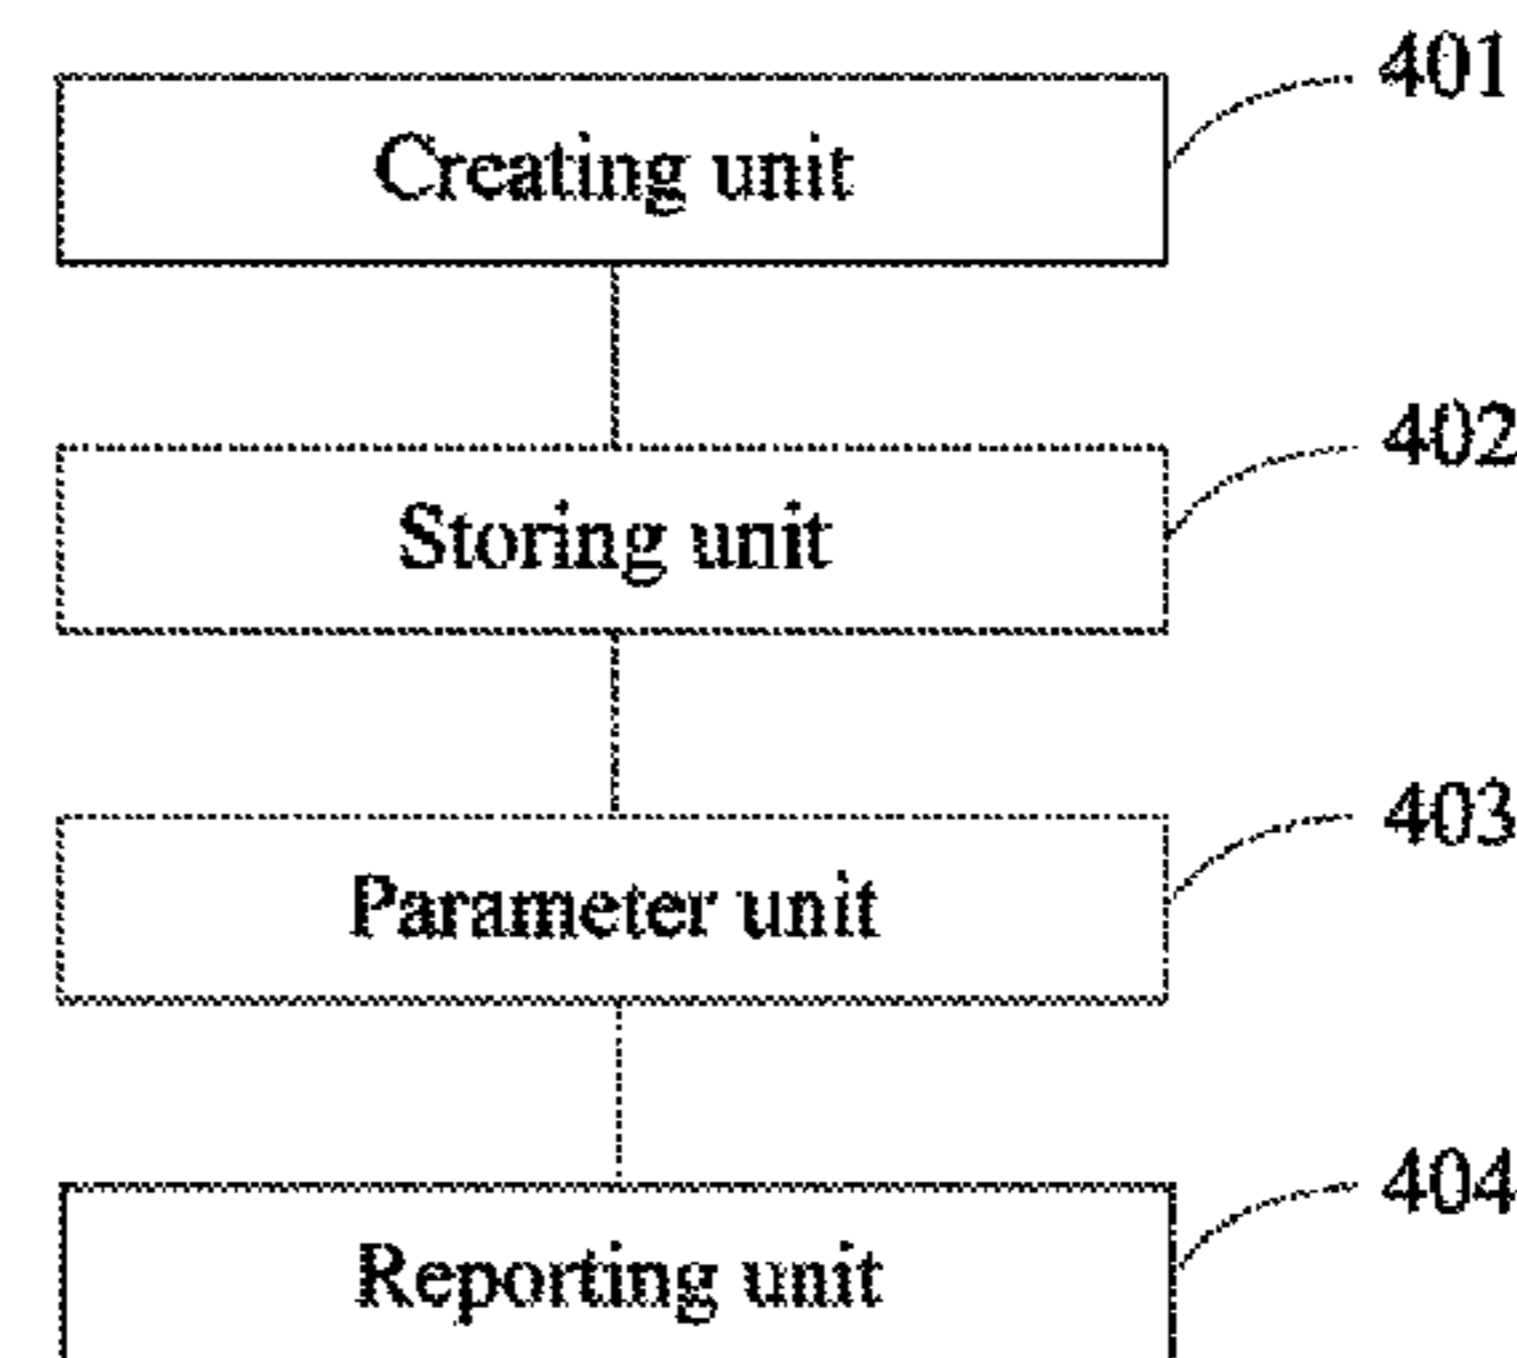 401
Creating unit
402
Storing unit
403
Parameter unit
404
Reporting unit